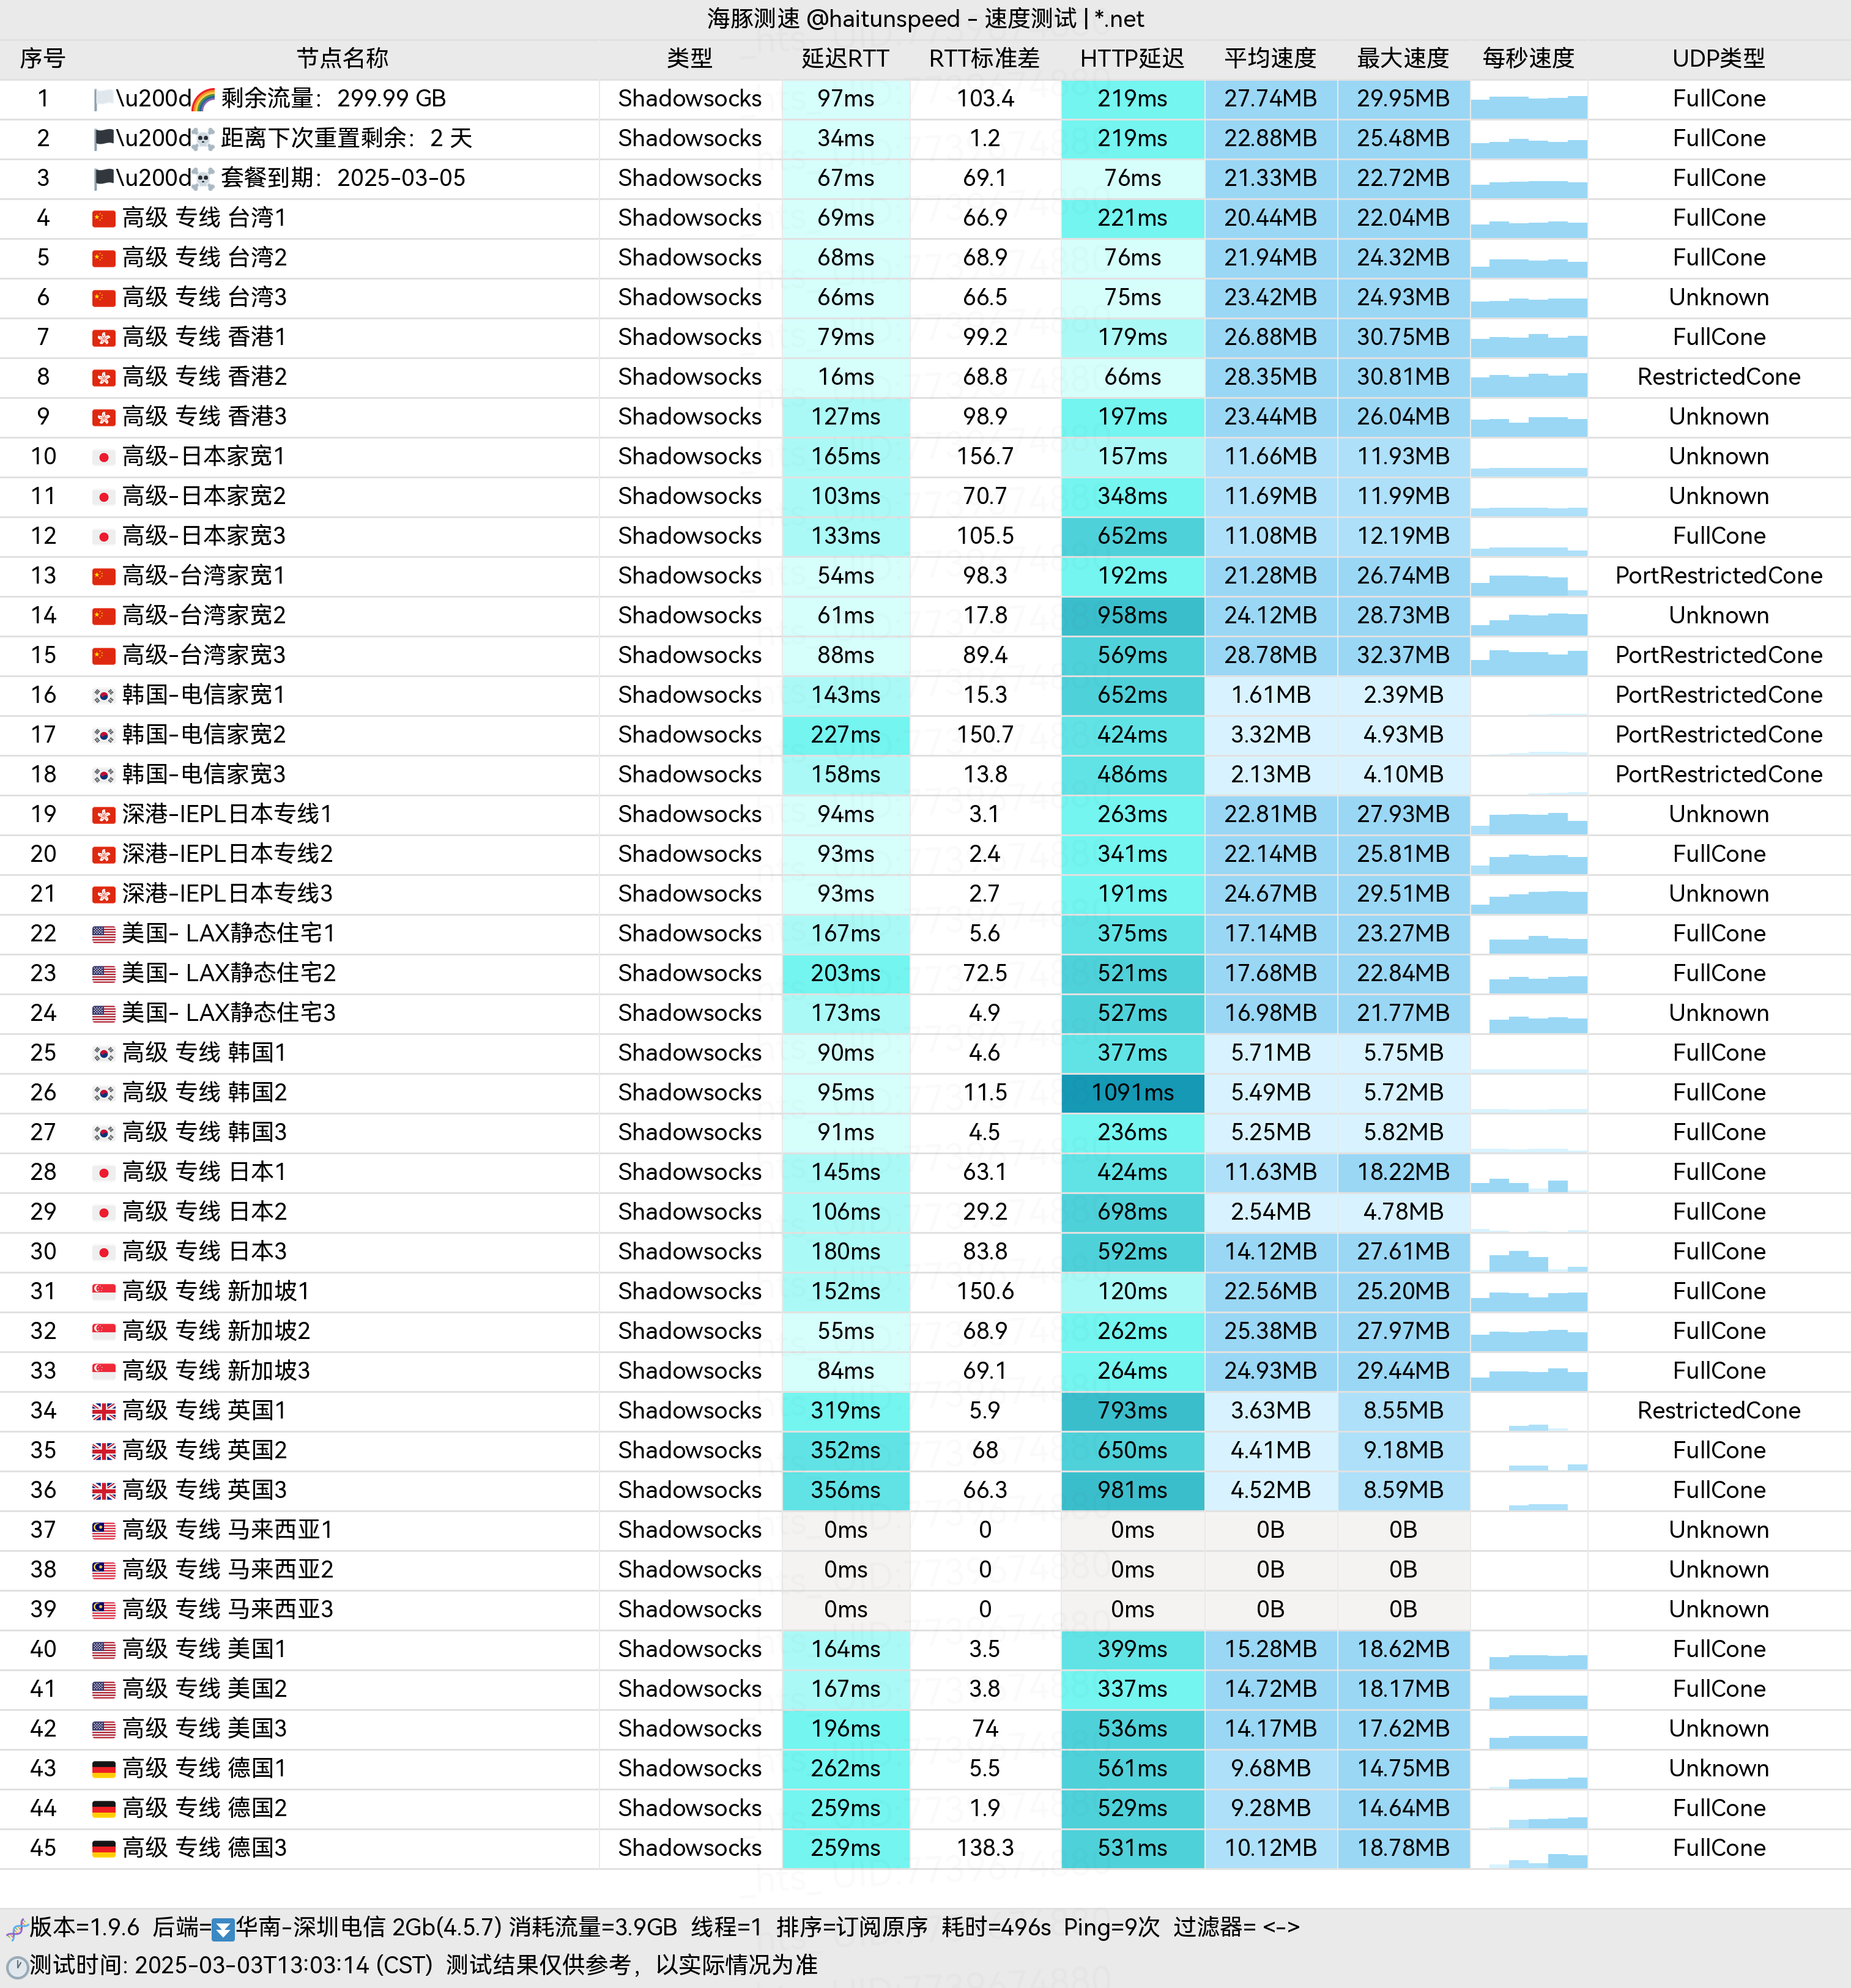 海豚测速 @haitunspeed - 速度测试 | *.net
序号 节点名称 类型 延迟RTT RTT标准差 HTTP延迟 平均速度 最大速度 每秒速度 UDP类型
1 🏳️\u200d🌈 剩余流量：299.99 GB Shadowsocks 97ms 103.4 219ms 27.74MB 29.95MB FullCone
2 🏴\u200d☠️ 距离下次重置剩余：2 天 Shadowsocks 34ms 1.2 219ms 22.88MB 25.48MB FullCone
3 🏴\u200d☠️ 套餐到期：2025-03-05 Shadowsocks 67ms 69.1 76ms 21.33MB 22.72MB FullCone
4 🇨🇳 高级 专线 台湾1 Shadowsocks 69ms 66.9 221ms 20.44MB 22.04MB FullCone
5 🇨🇳 高级 专线 台湾2 Shadowsocks 68ms 68.9 76ms 21.94MB 24.32MB FullCone
6 🇨🇳 高级 专线 台湾3 Shadowsocks 66ms 66.5 75ms 23.42MB 24.93MB Unknown
7 🇭🇰 高级 专线 香港1 Shadowsocks 79ms 99.2 179ms 26.88MB 30.75MB FullCone
8 🇭🇰 高级 专线 香港2 Shadowsocks 16ms 68.8 66ms 28.35MB 30.81MB RestrictedCone
9 🇭🇰 高级 专线 香港3 Shadowsocks 127ms 98.9 197ms 23.44MB 26.04MB Unknown
10 🇯🇵 高级-日本家宽1 Shadowsocks 165ms 156.7 157ms 11.66MB 11.93MB Unknown
11 🇯🇵 高级-日本家宽2 Shadowsocks 103ms 70.7 348ms 11.69MB 11.99MB Unknown
12 🇯🇵 高级-日本家宽3 Shadowsocks 133ms 105.5 652ms 11.08MB 12.19MB FullCone
13 🇨🇳 高级-台湾家宽1 Shadowsocks 54ms 98.3 192ms 21.28MB 26.74MB PortRestrictedCone
14 🇨🇳 高级-台湾家宽2 Shadowsocks 61ms 17.8 958ms 24.12MB 28.73MB Unknown
15 🇨🇳 高级-台湾家宽3 Shadowsocks 88ms 89.4 569ms 28.78MB 32.37MB PortRestrictedCone
16 🇰🇷 韩国-电信家宽1 Shadowsocks 143ms 15.3 652ms 1.61MB 2.39MB PortRestrictedCone
17 🇰🇷 韩国-电信家宽2 Shadowsocks 227ms 150.7 424ms 3.32MB 4.93MB PortRestrictedCone
18 🇰🇷 韩国-电信家宽3 Shadowsocks 158ms 13.8 486ms 2.13MB 4.10MB PortRestrictedCone
19 🇭🇰 深港-IEPL日本专线1 Shadowsocks 94ms 3.1 263ms 22.81MB 27.93MB Unknown
20 🇭🇰 深港-IEPL日本专线2 Shadowsocks 93ms 2.4 341ms 22.14MB 25.81MB FullCone
21 🇭🇰 深港-IEPL日本专线3 Shadowsocks 93ms 2.7 191ms 24.67MB 29.51MB Unknown
22 🇺🇸 美国- LAX静态住宅1 Shadowsocks 167ms 5.6 375ms 17.14MB 23.27MB FullCone
23 🇺🇸 美国- LAX静态住宅2 Shadowsocks 203ms 72.5 521ms 17.68MB 22.84MB FullCone
24 🇺🇸 美国- LAX静态住宅3 Shadowsocks 173ms 4.9 527ms 16.98MB 21.77MB Unknown
25 🇰🇷 高级 专线 韩国1 Shadowsocks 90ms 4.6 377ms 5.71MB 5.75MB FullCone
26 🇰🇷 高级 专线 韩国2 Shadowsocks 95ms 11.5 1091ms 5.49MB 5.72MB FullCone
27 🇰🇷 高级 专线 韩国3 Shadowsocks 91ms 4.5 236ms 5.25MB 5.82MB FullCone
28 🇯🇵 高级 专线 日本1 Shadowsocks 145ms 63.1 424ms 11.63MB 18.22MB FullCone
29 🇯🇵 高级 专线 日本2 Shadowsocks 106ms 29.2 698ms 2.54MB 4.78MB FullCone
30 🇯🇵 高级 专线 日本3 Shadowsocks 180ms 83.8 592ms 14.12MB 27.61MB FullCone
31 🇸🇬 高级 专线 新加坡1 Shadowsocks 152ms 150.6 120ms 22.56MB 25.20MB FullCone
32 🇸🇬 高级 专线 新加坡2 Shadowsocks 55ms 68.9 262ms 25.38MB 27.97MB FullCone
33 🇸🇬 高级 专线 新加坡3 Shadowsocks 84ms 69.1 264ms 24.93MB 29.44MB FullCone
34 🇬🇧 高级 专线 英国1 Shadowsocks 319ms 5.9 793ms 3.63MB 8.55MB RestrictedCone
35 🇬🇧 高级 专线 英国2 Shadowsocks 352ms 68 650ms 4.41MB 9.18MB FullCone
36 🇬🇧 高级 专线 英国3 Shadowsocks 356ms 66.3 981ms 4.52MB 8.59MB FullCone
37 🇲🇾 高级 专线 马来西亚1 Shadowsocks 0ms 0 0ms 0B 0B Unknown
38 🇲🇾 高级 专线 马来西亚2 Shadowsocks 0ms 0 0ms 0B 0B Unknown
39 🇲🇾 高级 专线 马来西亚3 Shadowsocks 0ms 0 0ms 0B 0B Unknown
40 🇺🇸 高级 专线 美国1 Shadowsocks 164ms 3.5 399ms 15.28MB 18.62MB FullCone
41 🇺🇸 高级 专线 美国2 Shadowsocks 167ms 3.8 337ms 14.72MB 18.17MB FullCone
42 🇺🇸 高级 专线 美国3 Shadowsocks 196ms 74 536ms 14.17MB 17.62MB Unknown
43 🇩🇪 高级 专线 德国1 Shadowsocks 262ms 5.5 561ms 9.68MB 14.75MB Unknown
44 🇩🇪 高级 专线 德国2 Shadowsocks 259ms 1.9 529ms 9.28MB 14.64MB FullCone
45 🇩🇪 高级 专线 德国3 Shadowsocks 259ms 138.3 531ms 10.12MB 18.78MB FullCone
🧬版本=1.9.6 后端=⏬华南-深圳电信 2Gb(4.5.7) 消耗流量=3.9GB 线程=1 排序=订阅原序 耗时=496s Ping=9次 过滤器= <->
🕐测试时间: 2025-03-03T13:03:14 (CST) 测试结果仅供参考，以实际情况为准